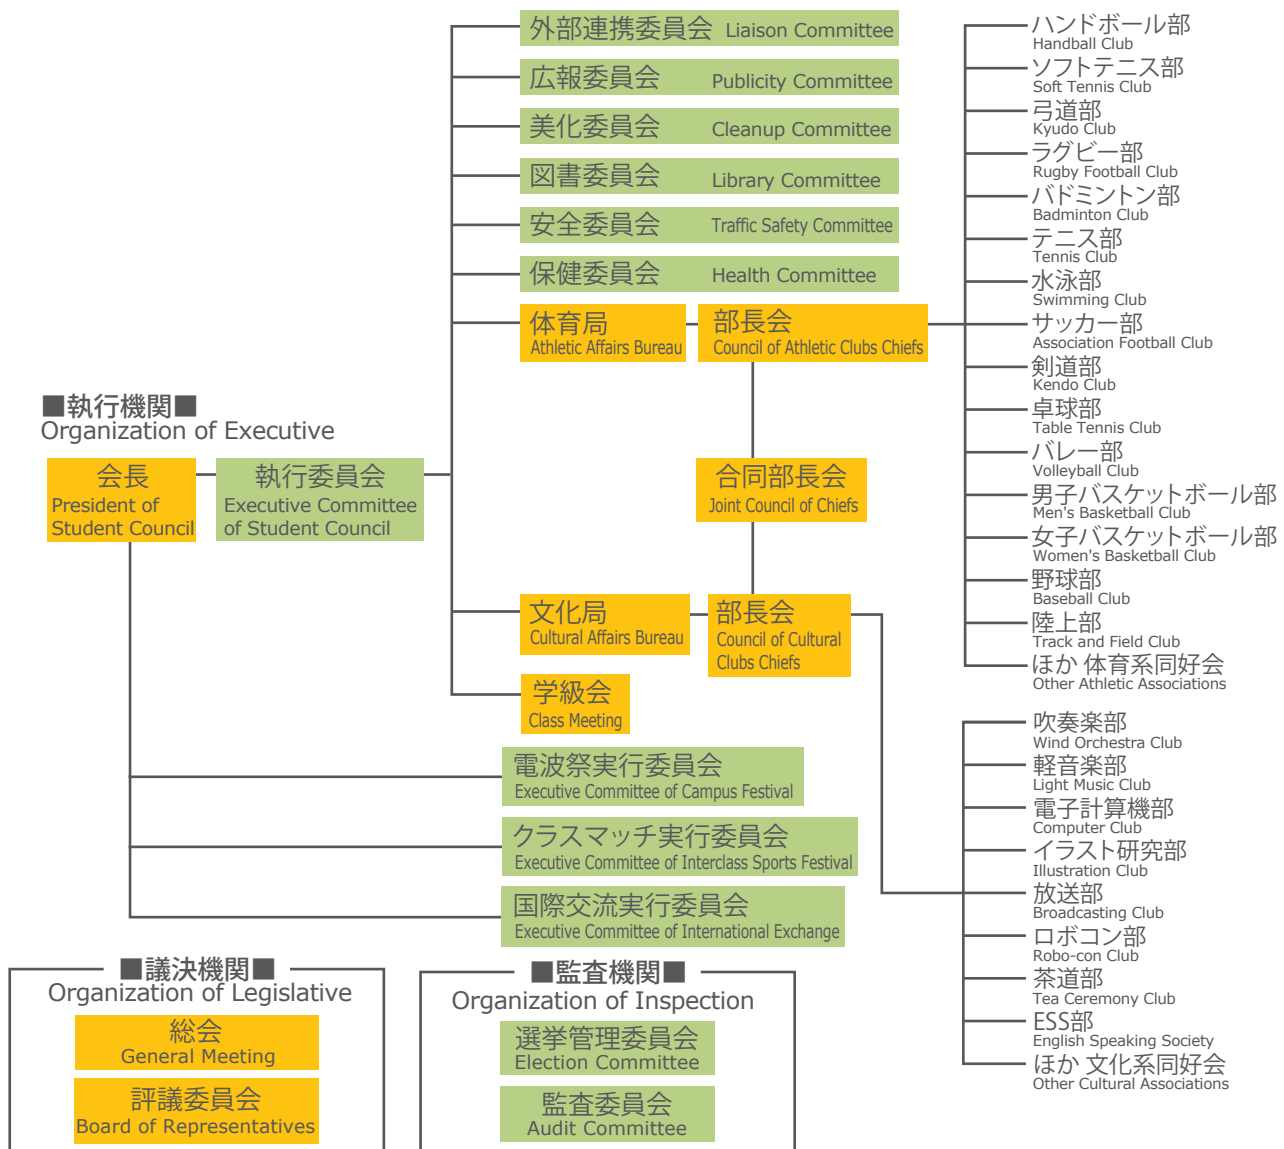 ■執行機関■
Organization of Executive
会長
President of
Student Council
執行委員会
Executive Committee
of Student Council
外部連携委員会 Liaison Committee
広報委員会 Publicity Committee
美化委員会 Cleanup Committee
図書委員会 Library Committee
安全委員会 Traffic Safety Committee
保健委員会 Health Committee
体育局
Athletic Affairs Bureau
部長会
Council of Athletic Clubs Chiefs
合同部長会
Joint Council of Chiefs
文化局
Cultural Affairs Bureau
部長会
Council of Cultural
Clubs Chiefs
学級会
Class Meeting
電波祭実行委員会
Executive Committee of Campus Festival
クラスマッチ実行委員会
Executive Committee of Interclass Sports Festival
国際交流実行委員会
Executive Committee of International Exchange
ハンドボール部
Handball Club
ソフトテニス部
Soft Tennis Club
弓道部
Kyudo Club
ラグビー部
Rugby Football Club
バドミントン部
Badminton Club
テニス部
Tennis Club
水泳部
Swimming Club
サッカー部
Association Football Club
剣道部
Kendo Club
卓球部
Table Tennis Club
バレー部
Volleyball Club
男子バスケットボール部
Men's Basketball Club
女子バスケットボール部
Women's Basketball Club
野球部
Baseball Club
陸上部
Track and Field Club
ほか 体育系同好会
Other Athletic Associations
吹奏楽部
Wind Orchestra Club
軽音楽部
Light Music Club
電子計算機部
Computer Club
イラスト研究部
Illustration Club
放送部
Broadcasting Club
ロボコン部
Robo-con Club
茶道部
Tea Ceremony Club
ESS部
English Speaking Society
ほか 文化系同好会
Other Cultural Associations
■議決機関■
Organization of Legislative
総会
General Meeting
評議委員会
Board of Representatives
■監査機関■
Organization of Inspection
選挙管理委員会
Election Committee
監査委員会
Audit Committee